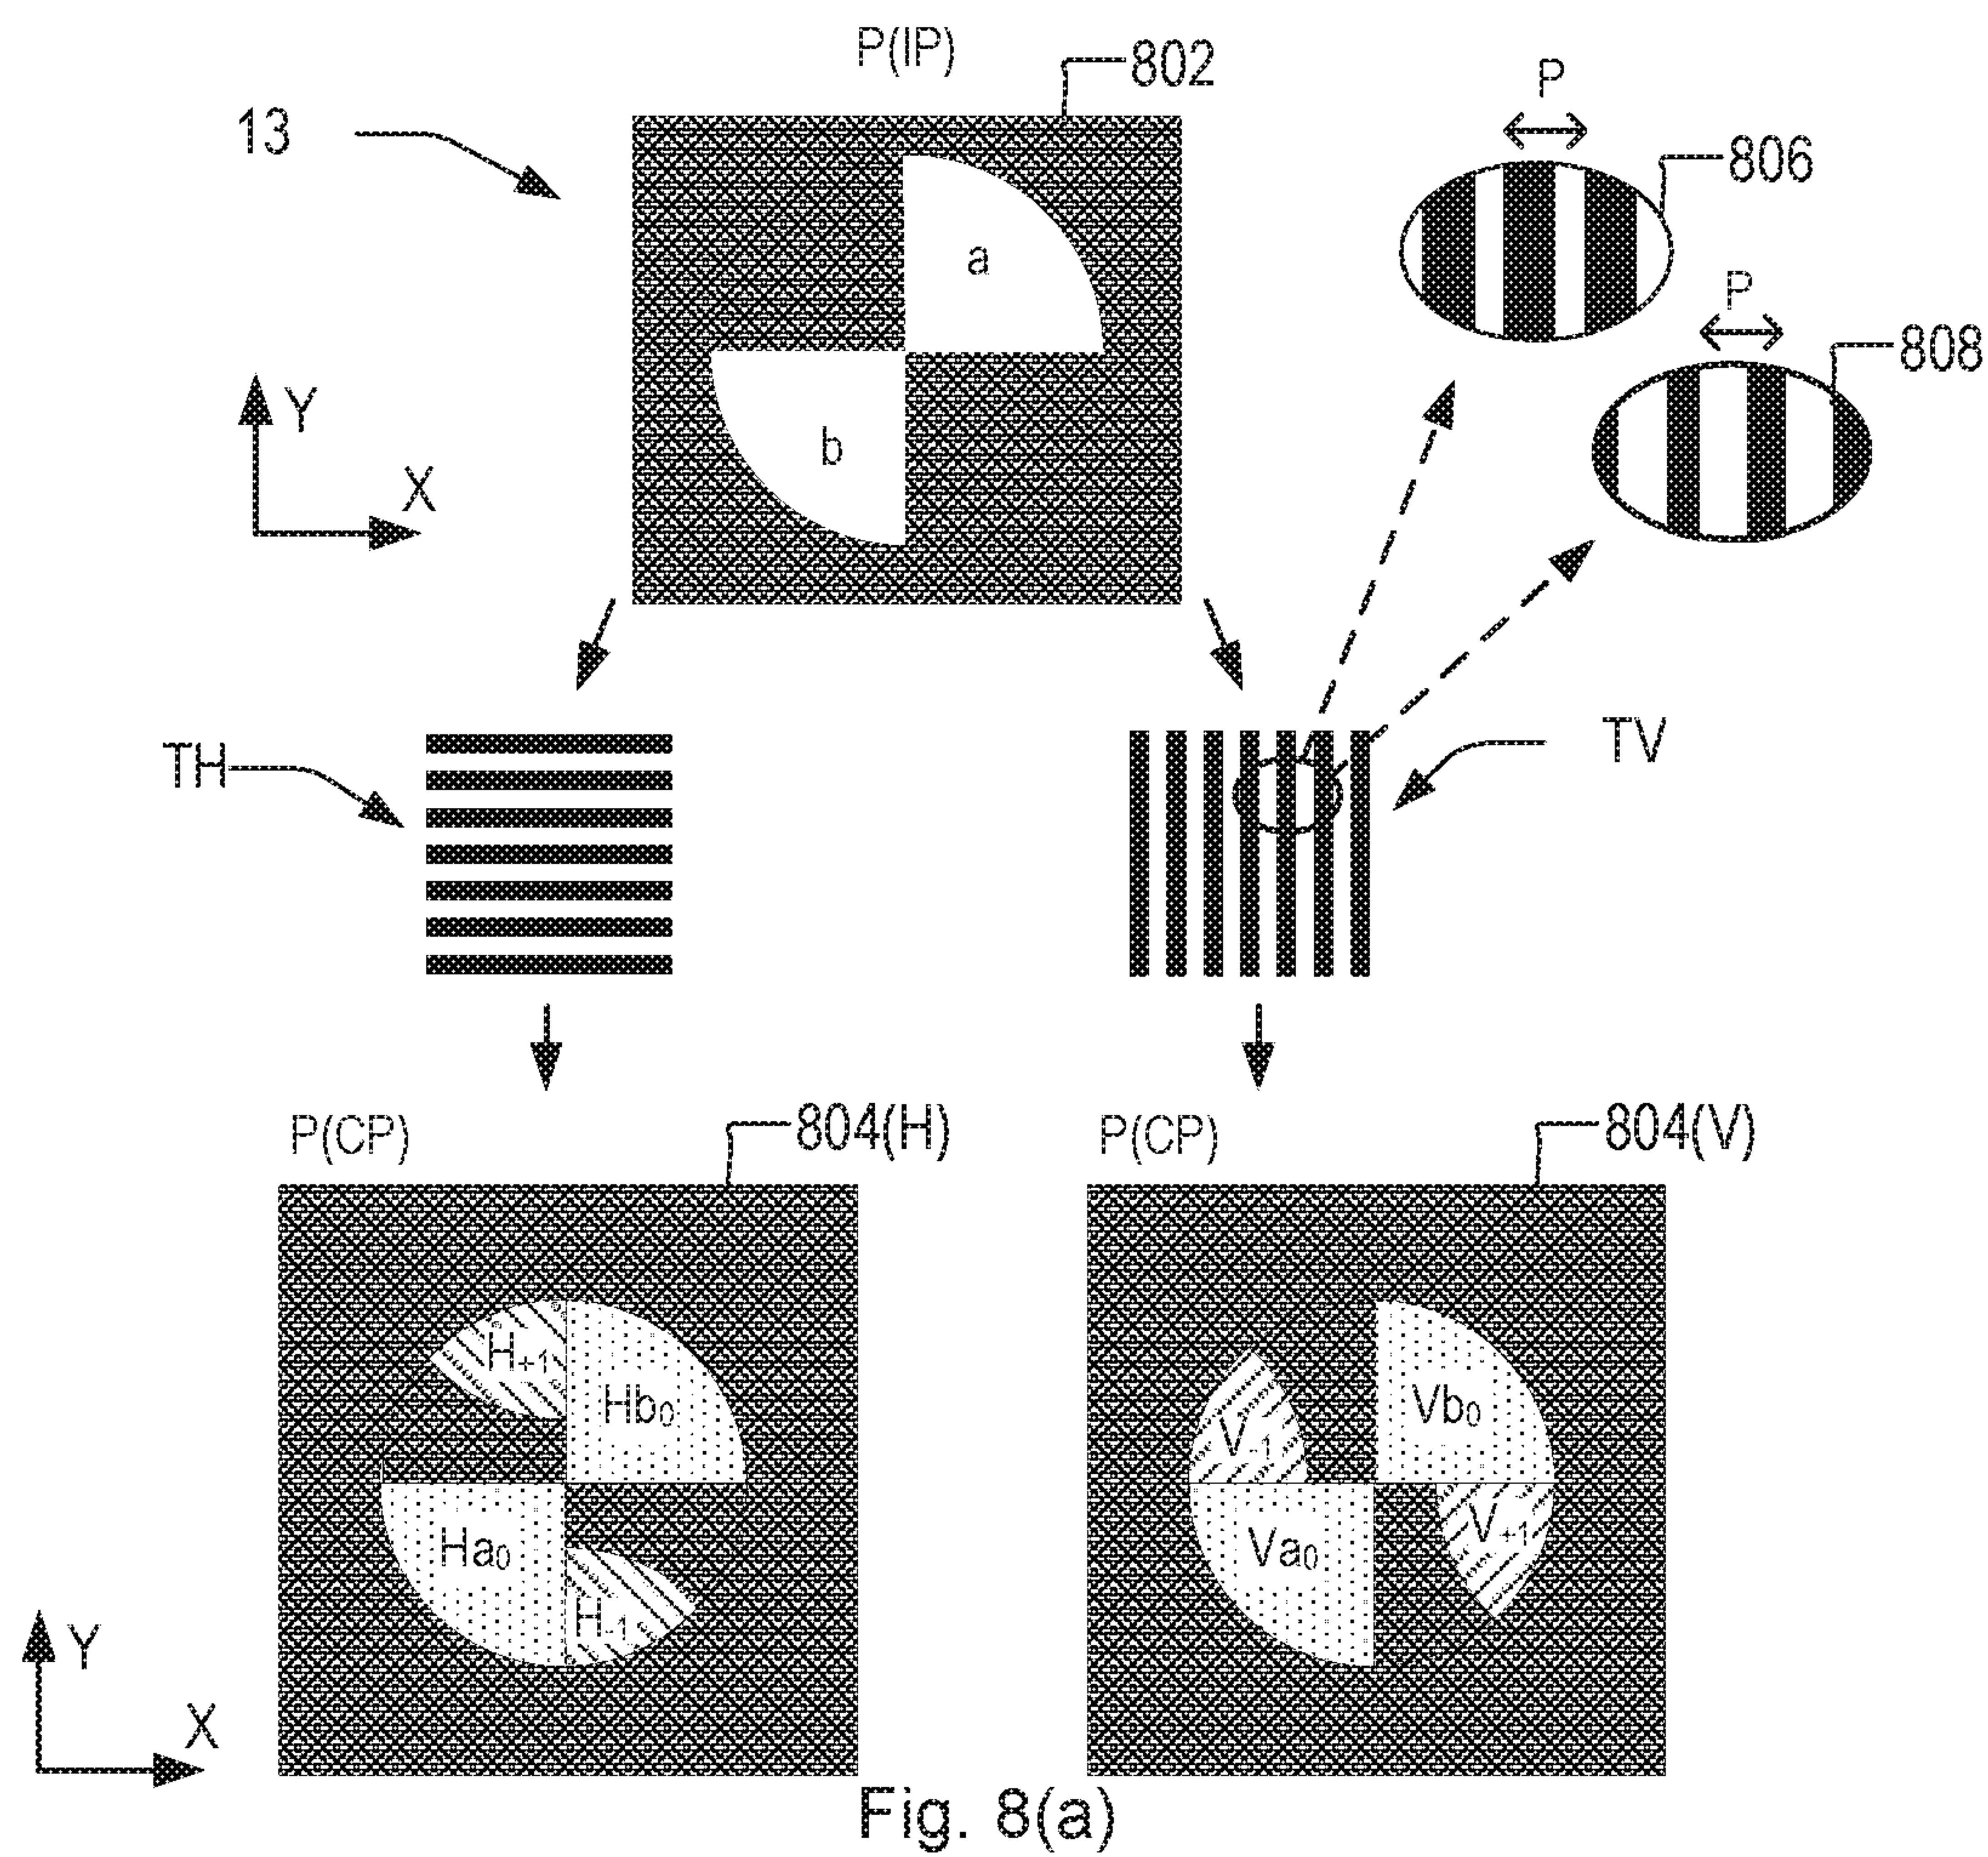 P(IP)
802
13
P
806
a
P
808
Y
b
X
TH
TV
P(CP)
804(H)
P(CP)
804(V)
H+1
Hb0
V-1
Vb0
Ha0
H-1
Va0
V+1
Y
X
Fig. 8(a)